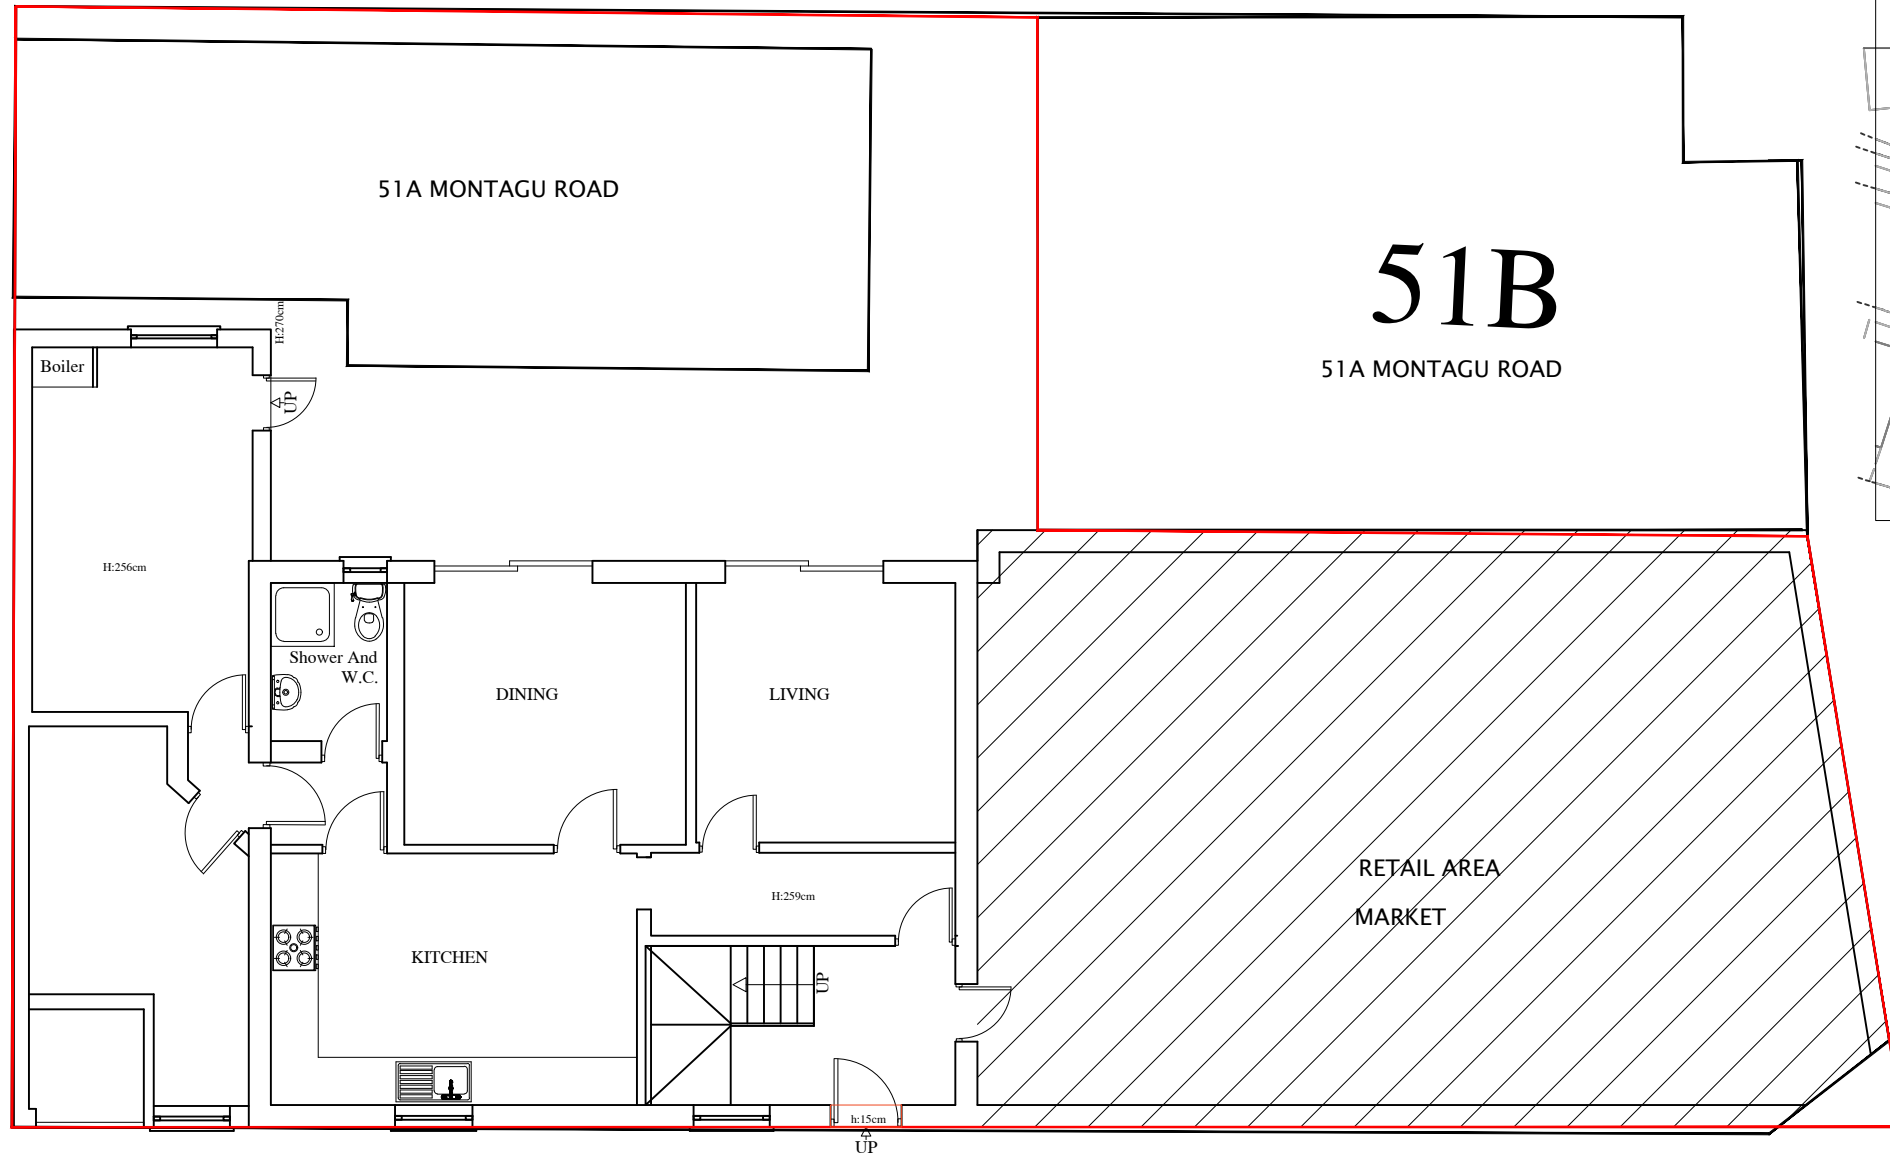 51A MONTAGU ROAD
51B
51A MONTAGU ROAD
H:270cm
Boiler
UP
H:256cm
Shower And
W.C.
DINING
LIVING
RETAIL AREA
MARKET
H:259cm
KITCHEN
UP
h:15cm
UP